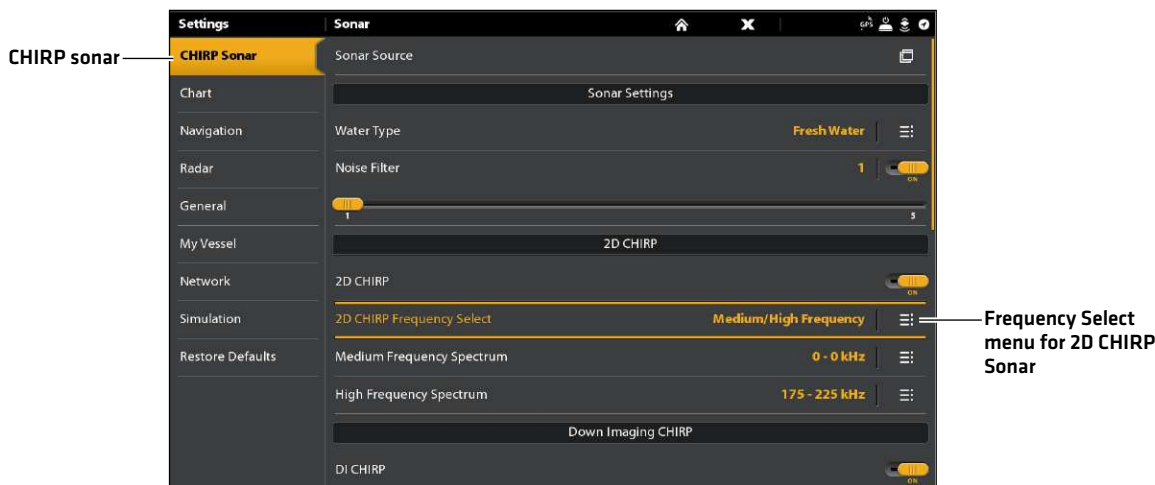 Settings
Sonar
GPS
CHIRP sonar
CHIRP Sonar
Sonar Source
Chart
Sonar Settings
Navigation
Water Type
Fresh Water
Radar
Noise Filter
1
ON
General
1
5
My Vessel
2D CHIRP
Network
2D CHIRP
ON
Simulation
2D CHIRP Frequency Select
Medium/High Frequency
Frequency Select
menu for 2D CHIRP
Sonar
Restore Defaults
Medium Frequency Spectrum
0 - 0 kHz
High Frequency Spectrum
175 - 225 kHz
Down Imaging CHIRP
DI CHIRP
ON